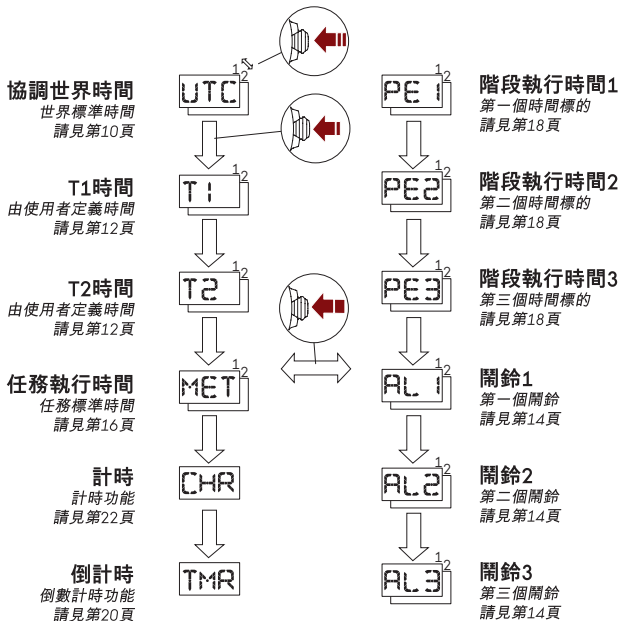 協調世界時間
世界標準時間
請見第10頁
1
2
UTC
T1時間
由使用者定義時間
請見第12頁
1
2
T1
T2時間
由使用者定義時間
請見第12頁
1
2
T2
任務執行時間
任務標準時間
請見第16頁
1
2
MET
計時
計時功能
請見第22頁
CHR
倒計時
倒數計時功能
請見第20頁
TMR
1
2
PE1
階段執行時間1
第一個時間標的
請見第18頁
1
2
PE2
階段執行時間2
第二個時間標的
請見第18頁
1
2
PE3
階段執行時間3
第三個時間標的
請見第18頁
1
2
AL1
鬧鈴1
第一個鬧鈴
請見第14頁
1
2
AL2
鬧鈴2
第二個鬧鈴
請見第14頁
1
2
AL3
鬧鈴3
第三個鬧鈴
請見第14頁